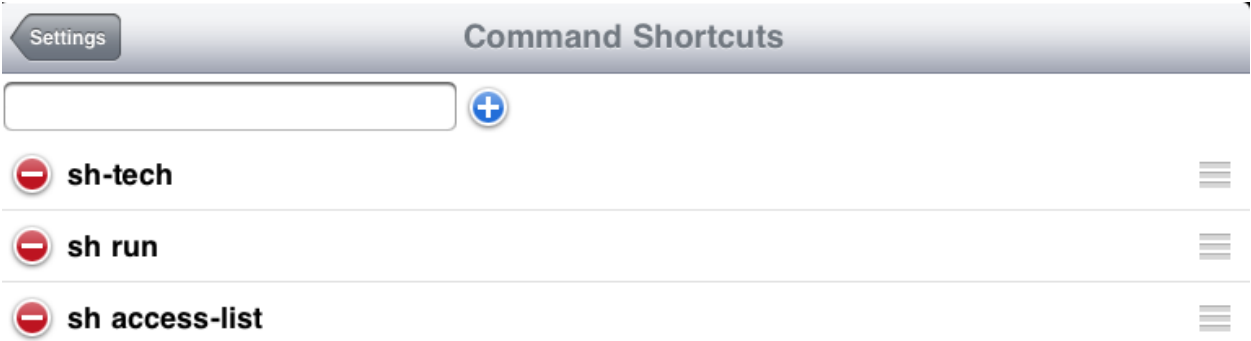 Settings
Command Shortcuts
sh-tech
sh run
sh access-list